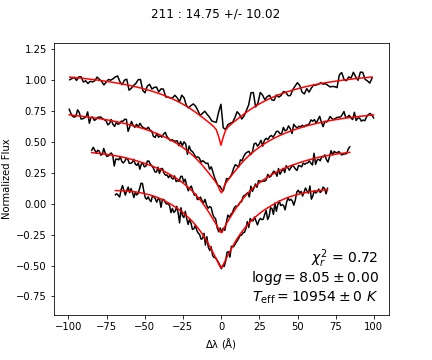 211 : 14.75 +/- 10.02
Normalized Flux
1.25
1.00
0.75
0.50
0.25
0.00
−0.25
−0.50
−0.75
χ²ᵣ = 0.72
log g = 8.05 ± 0.00
T_eff = 10954 ± 0 K
−100 −75 −50 −25 0 25 50 75 100
Δλ (Å)